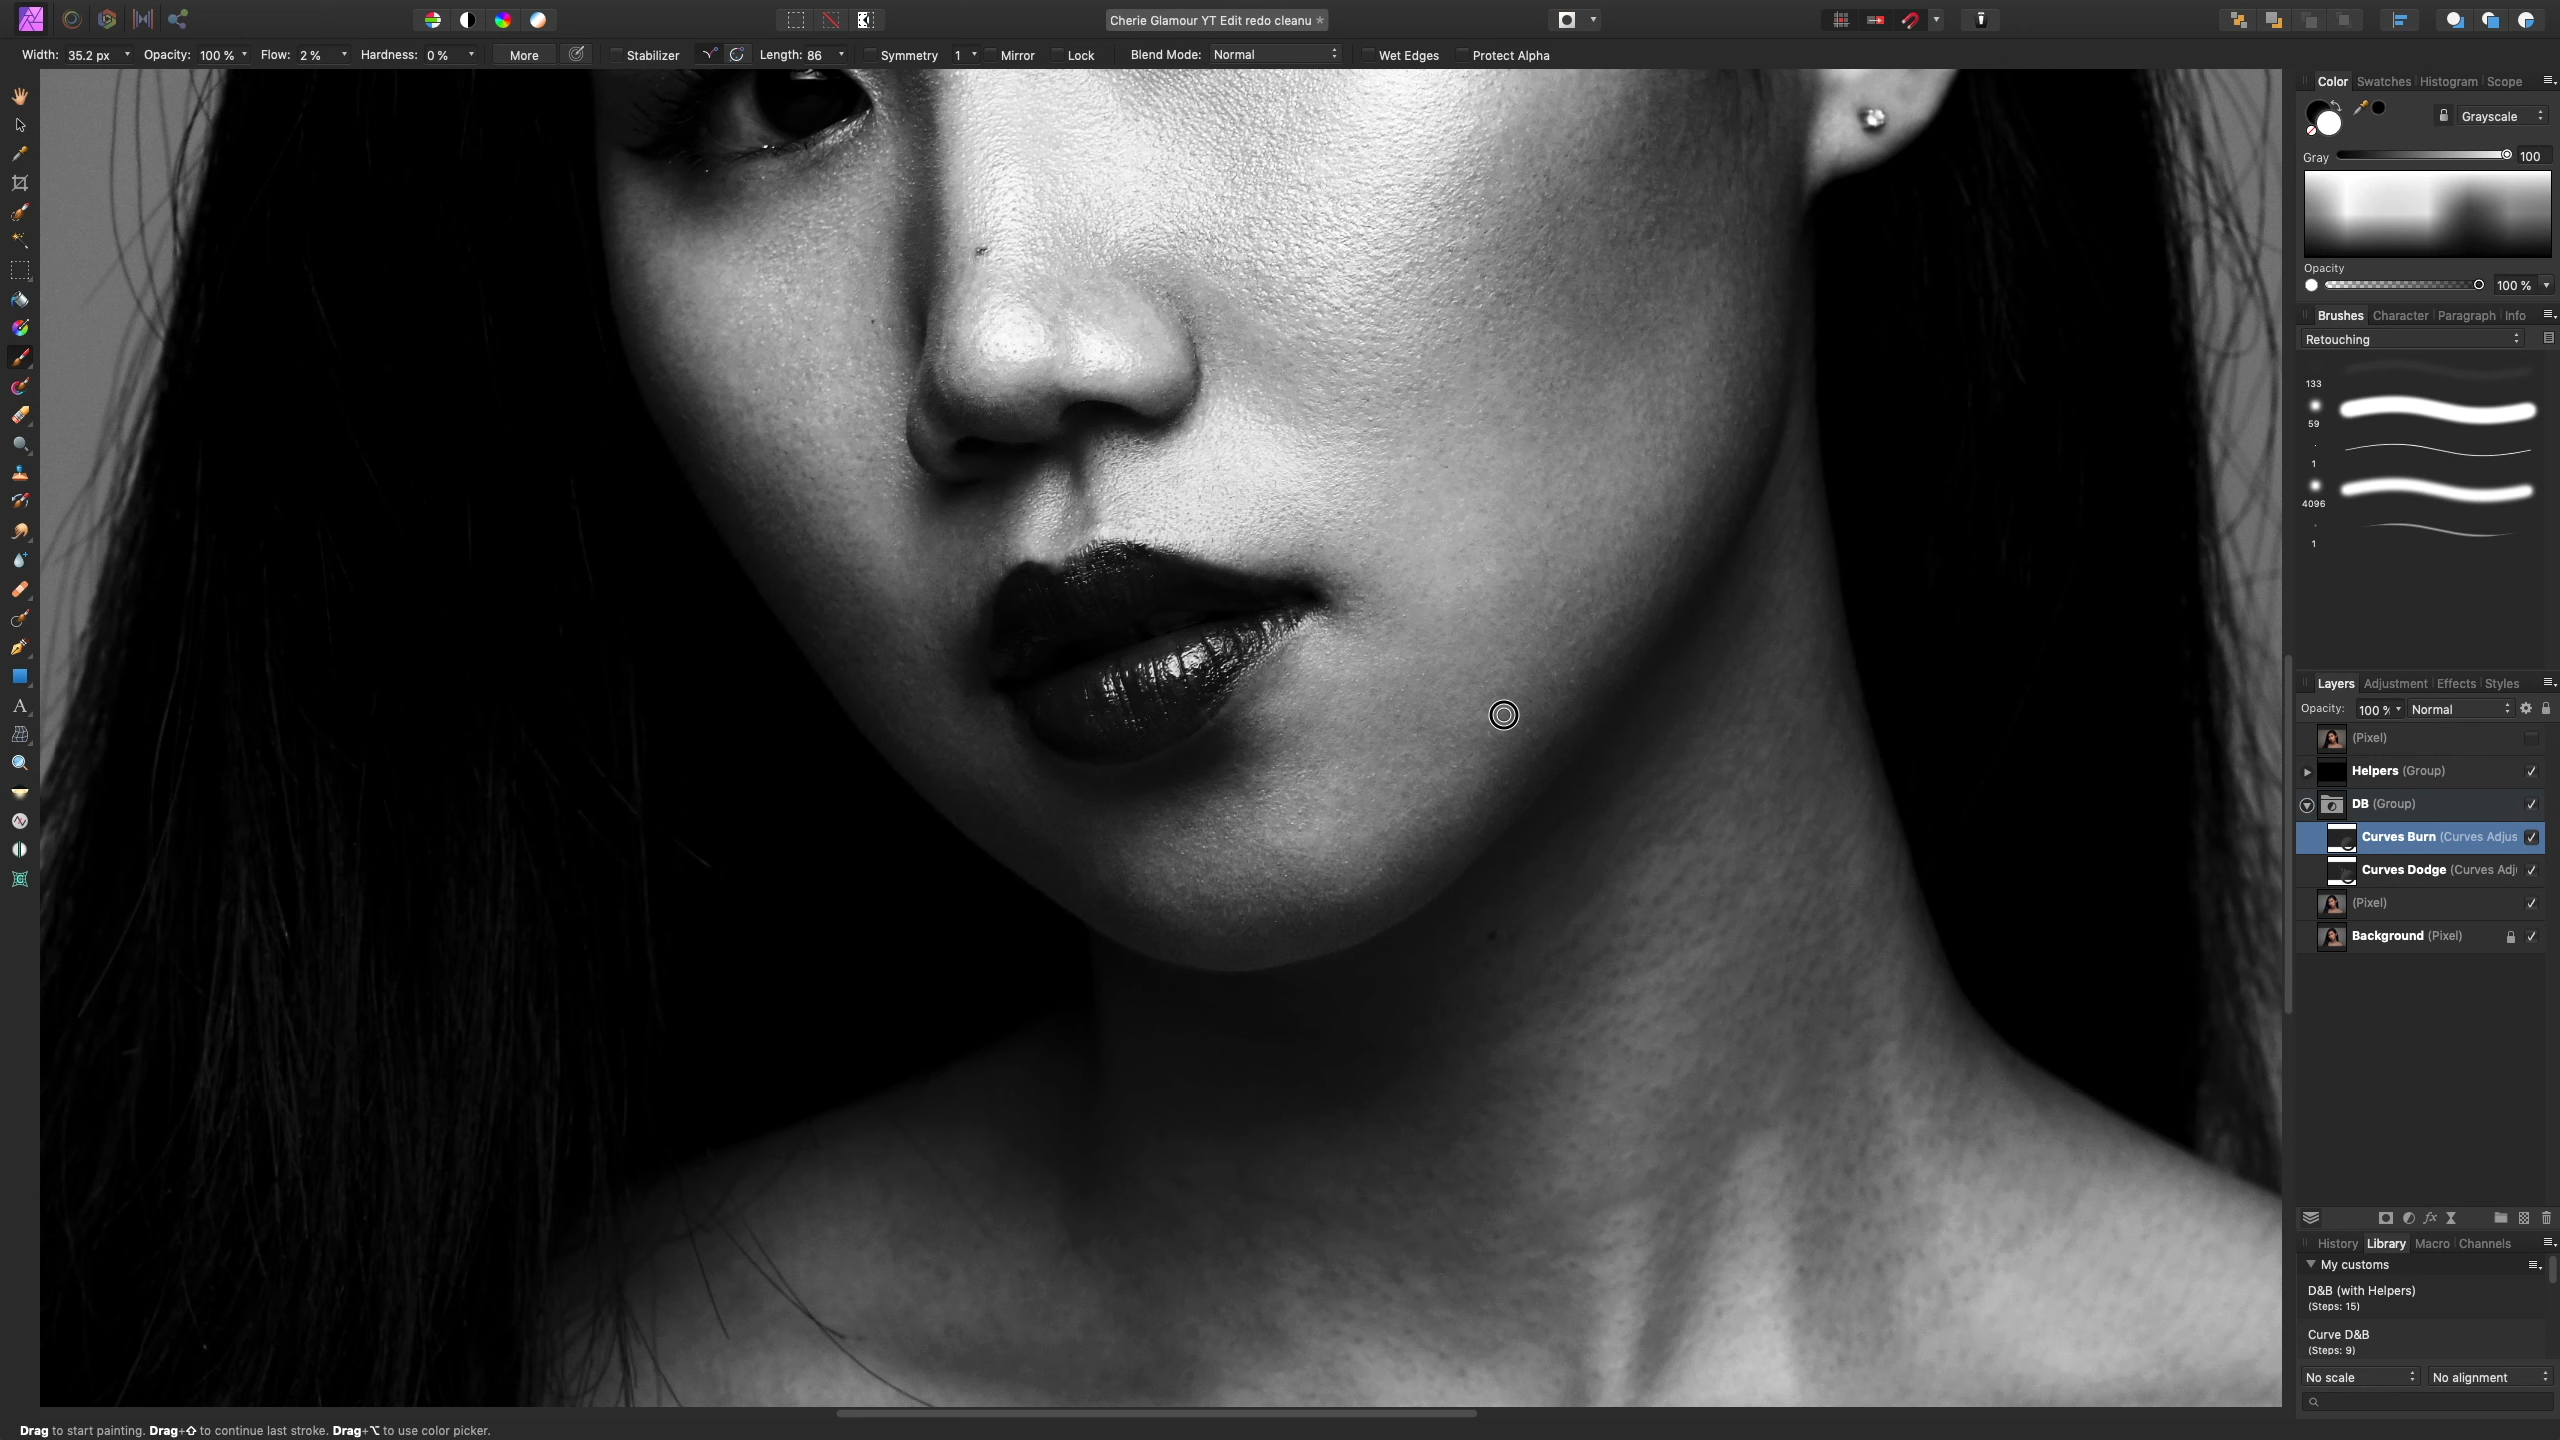 Cherie Glamour YT Edit redo cleanu *
Width: 35.2 px Opacity: 100 % Flow: 2 % Hardness: 0 % More Stabilizer Length: 86 Symmetry 1 Mirror Lock Blend Mode: Normal Wet Edges Protect Alpha
Color Swatches Histogram Scope
Grayscale
Gray 100
Opacity
100 %
Brushes Character Paragraph Info
Retouching
133
59
1
4096
1
Layers Adjustment Effects Styles
Opacity: 100 % Normal
(Pixel)
Helpers (Group)
DB (Group)
Curves Burn (Curves Adjus
Curves Dodge (Curves Adj
(Pixel)
Background (Pixel)
fx
History Library Macro Channels
My customs
D&B (with Helpers)
(Steps: 15)
Curve D&B
(Steps: 9)
No scale No alignment
Drag to start painting. Drag+⇧ to continue last stroke. Drag+⌥ to use color picker.